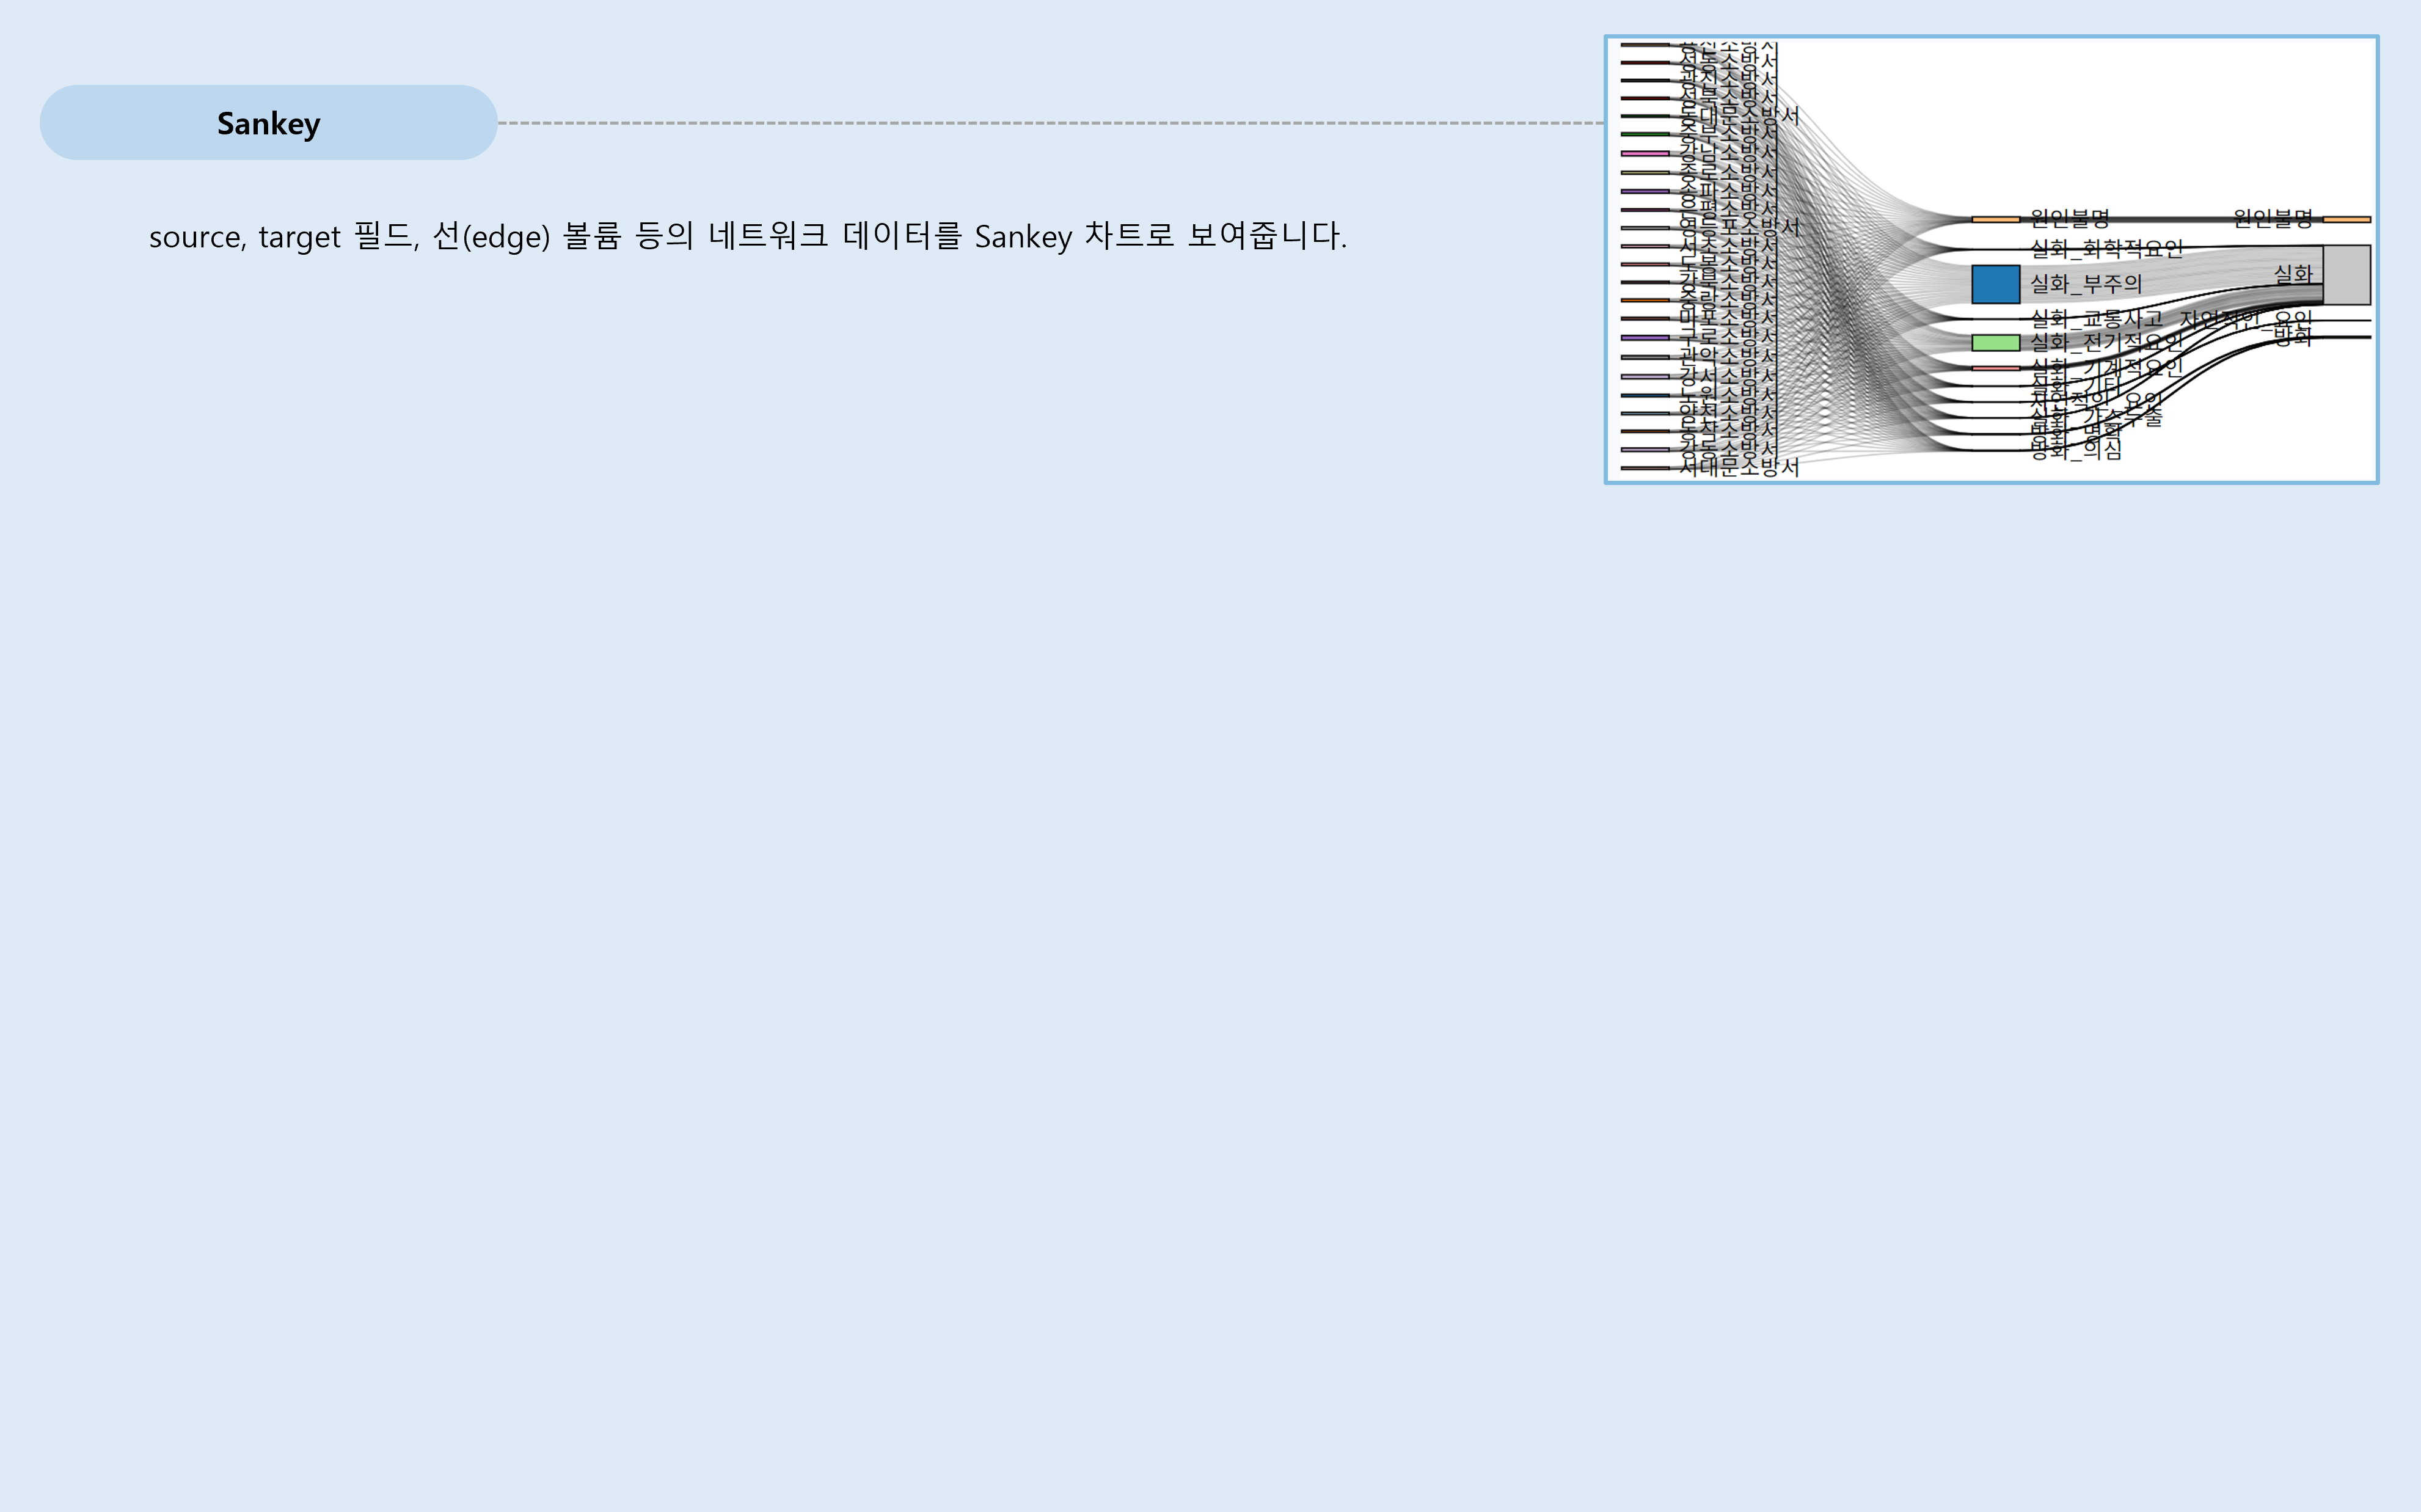 Sankey
source, target 필드, 선(edge) 볼륨 등의 네트워크 데이터를 Sankey 차트로 보여줍니다.
성동소방서
광진소방서
성북소방서
동대문소방서
중부소방서
강남소방서
종로소방서
송파소방서
은평소방서
영등포소방서
서초소방서
도봉소방서
강북소방서
중랑소방서
마포소방서
구로소방서
관악소방서
강서소방서
노원소방서
양천소방서
동작소방서
강동소방서
서대문소방서
원인불명
실화_화학적요인
실화_부주의
실화_교통사고
실화_전기적요인
실화_기계적요인
실화_기타
자연적인_요인
실화_가스누출
방화_명확
방화_의심
원인불명
실화
자연적인_요인
방화